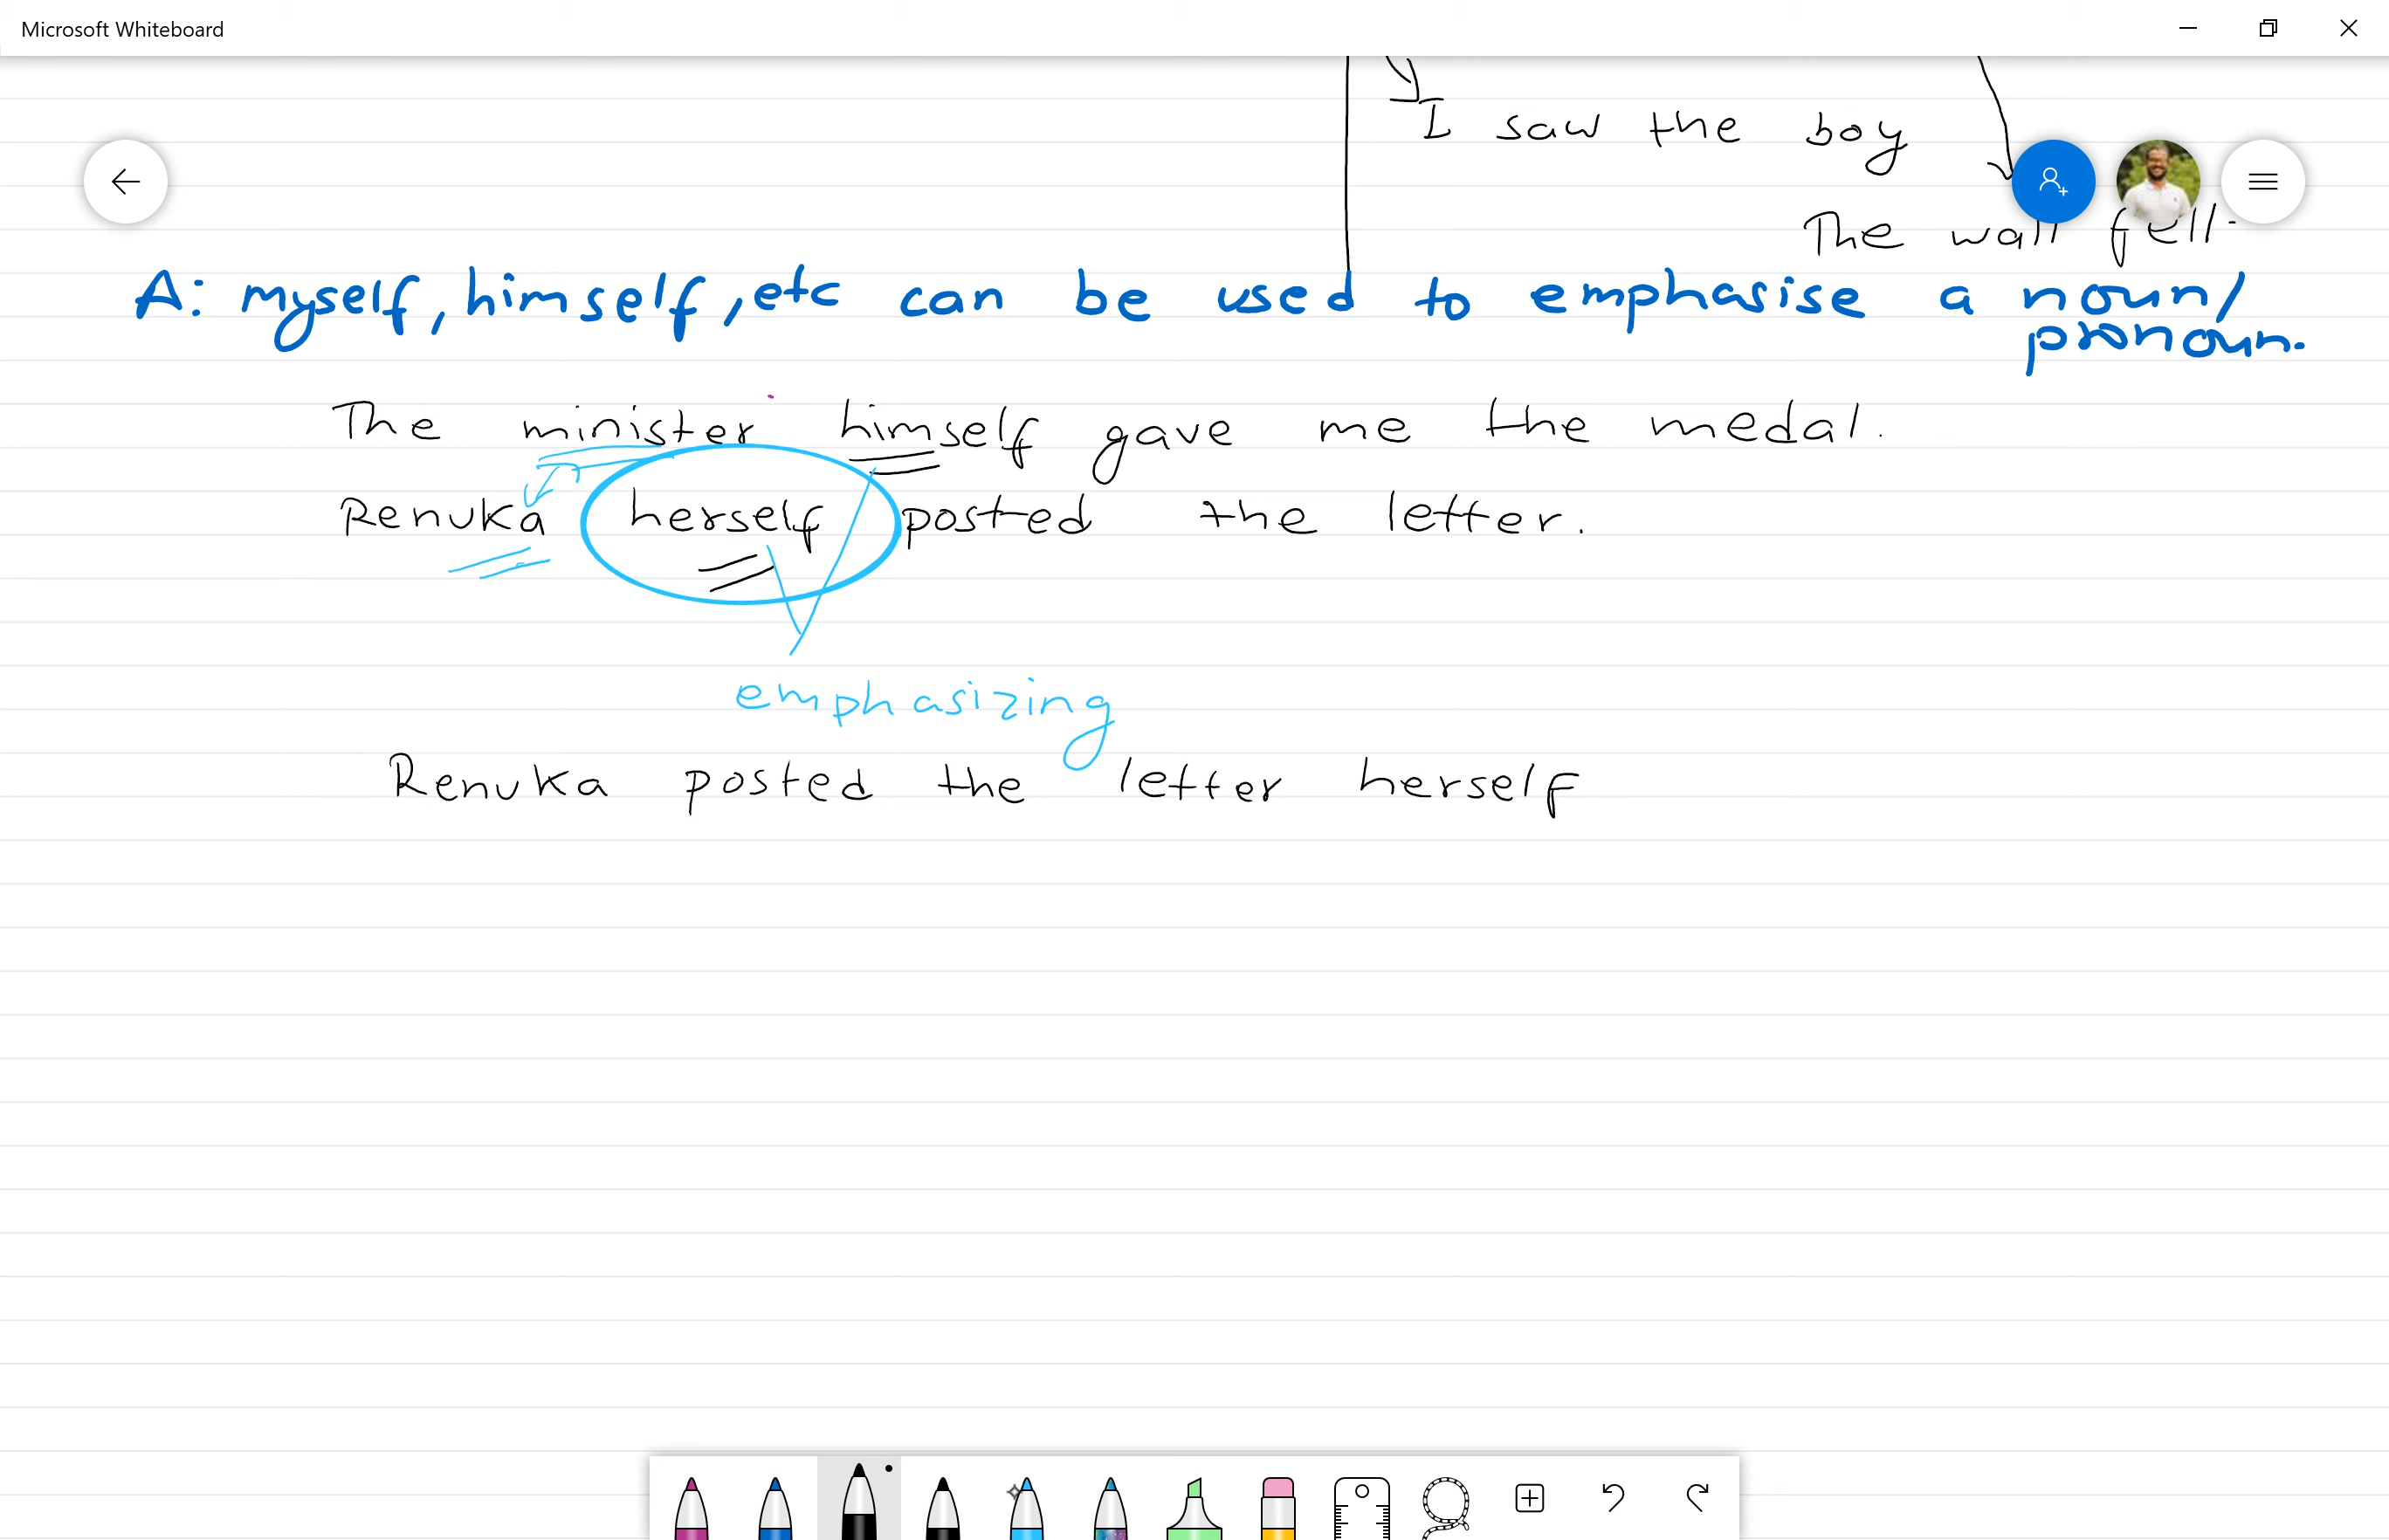 Microsoft Whiteboard
I saw the boy
The wall fell.
A: myself, himself, etc can be used to emphasise a noun/
pronoun.
The minister himself gave me the medal.
Renuka herself posted the letter.
emphasizing
Renuka posted the letter herself